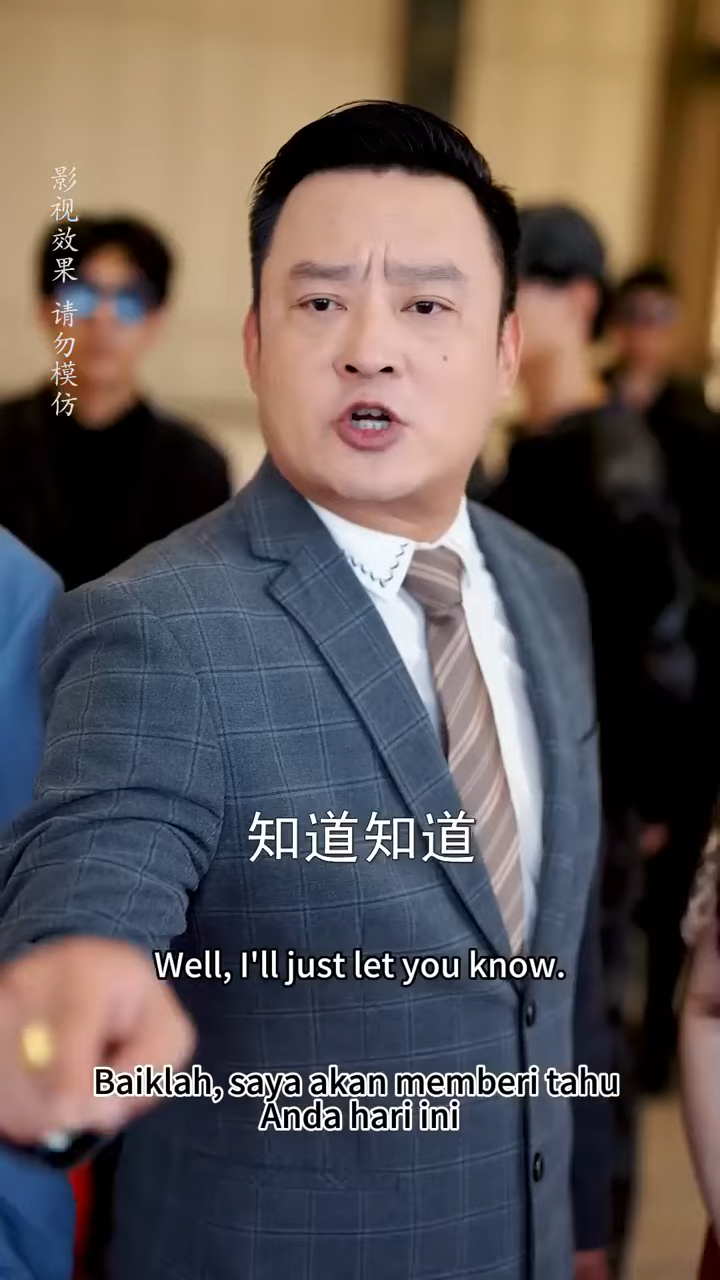 影视效果 请勿模仿
知道知道
Well, I'll just let you know.
Baiklah, saya akan memberi tahu
Anda hari ini